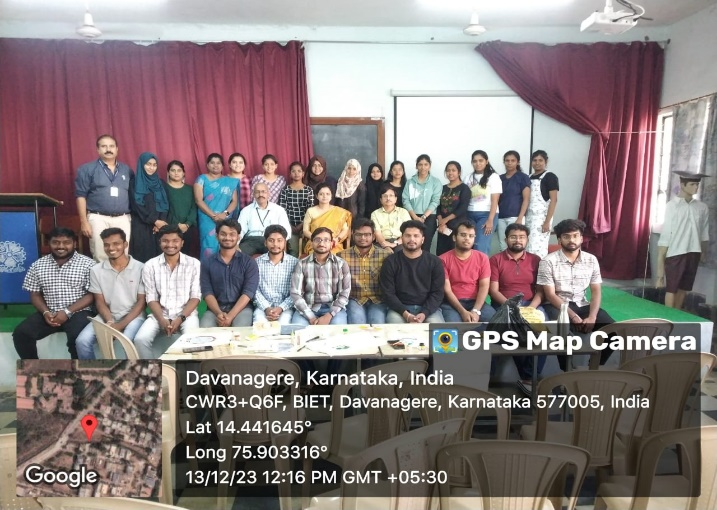 GPS Map Camera
Davanagere, Karnataka, India
CWR3+Q6F, BIET, Davanagere, Karnataka 577005, India
Lat 14.441645°
Long 75.903316°
13/12/23 12:16 PM GMT +05:30
Google